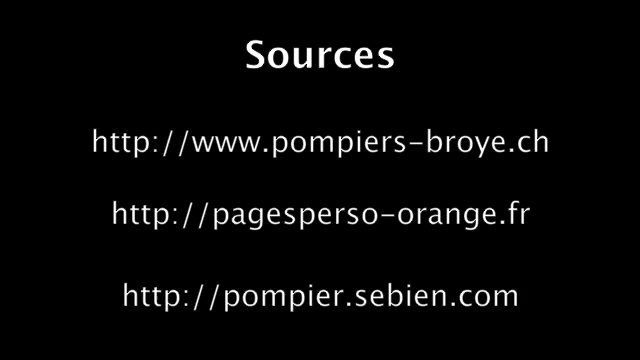 Sources
http://www.pompiers-broye.ch
http://pagesperso-orange.fr
http://pompier.sebien.com